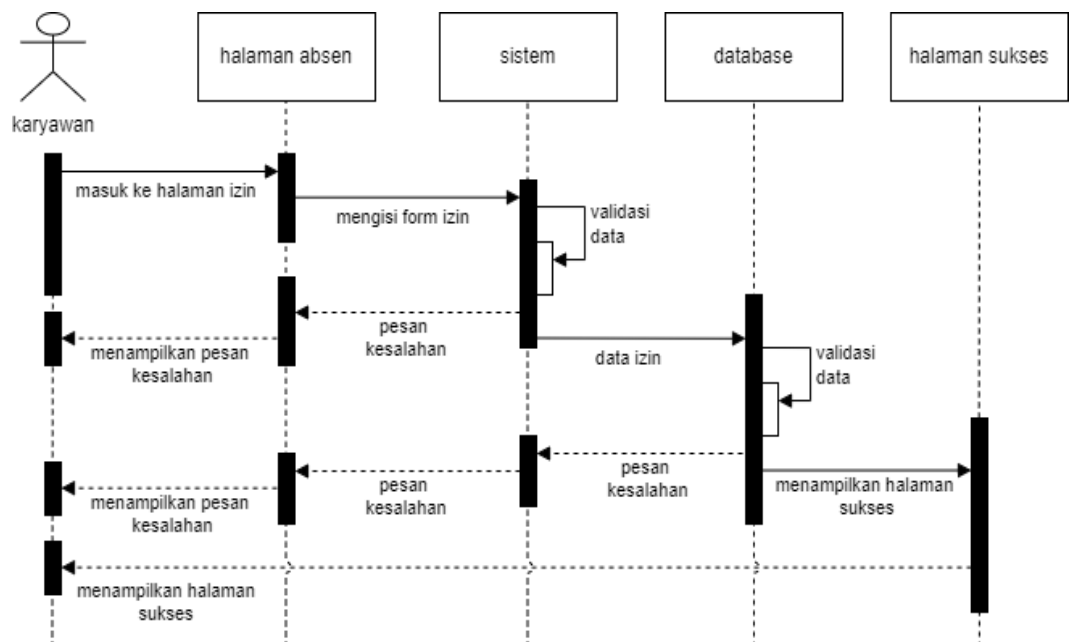 halaman absen
sistem
database
halaman sukses
karyawan
masuk ke halaman izin
mengisi form izin
validasi
data
pesan
kesalahan
menampilkan pesan
kesalahan
data izin
validasi
data
pesan
kesalahan
pesan
kesalahan
menampilkan pesan
kesalahan
menampilkan halaman
sukses
menampilkan halaman
sukses